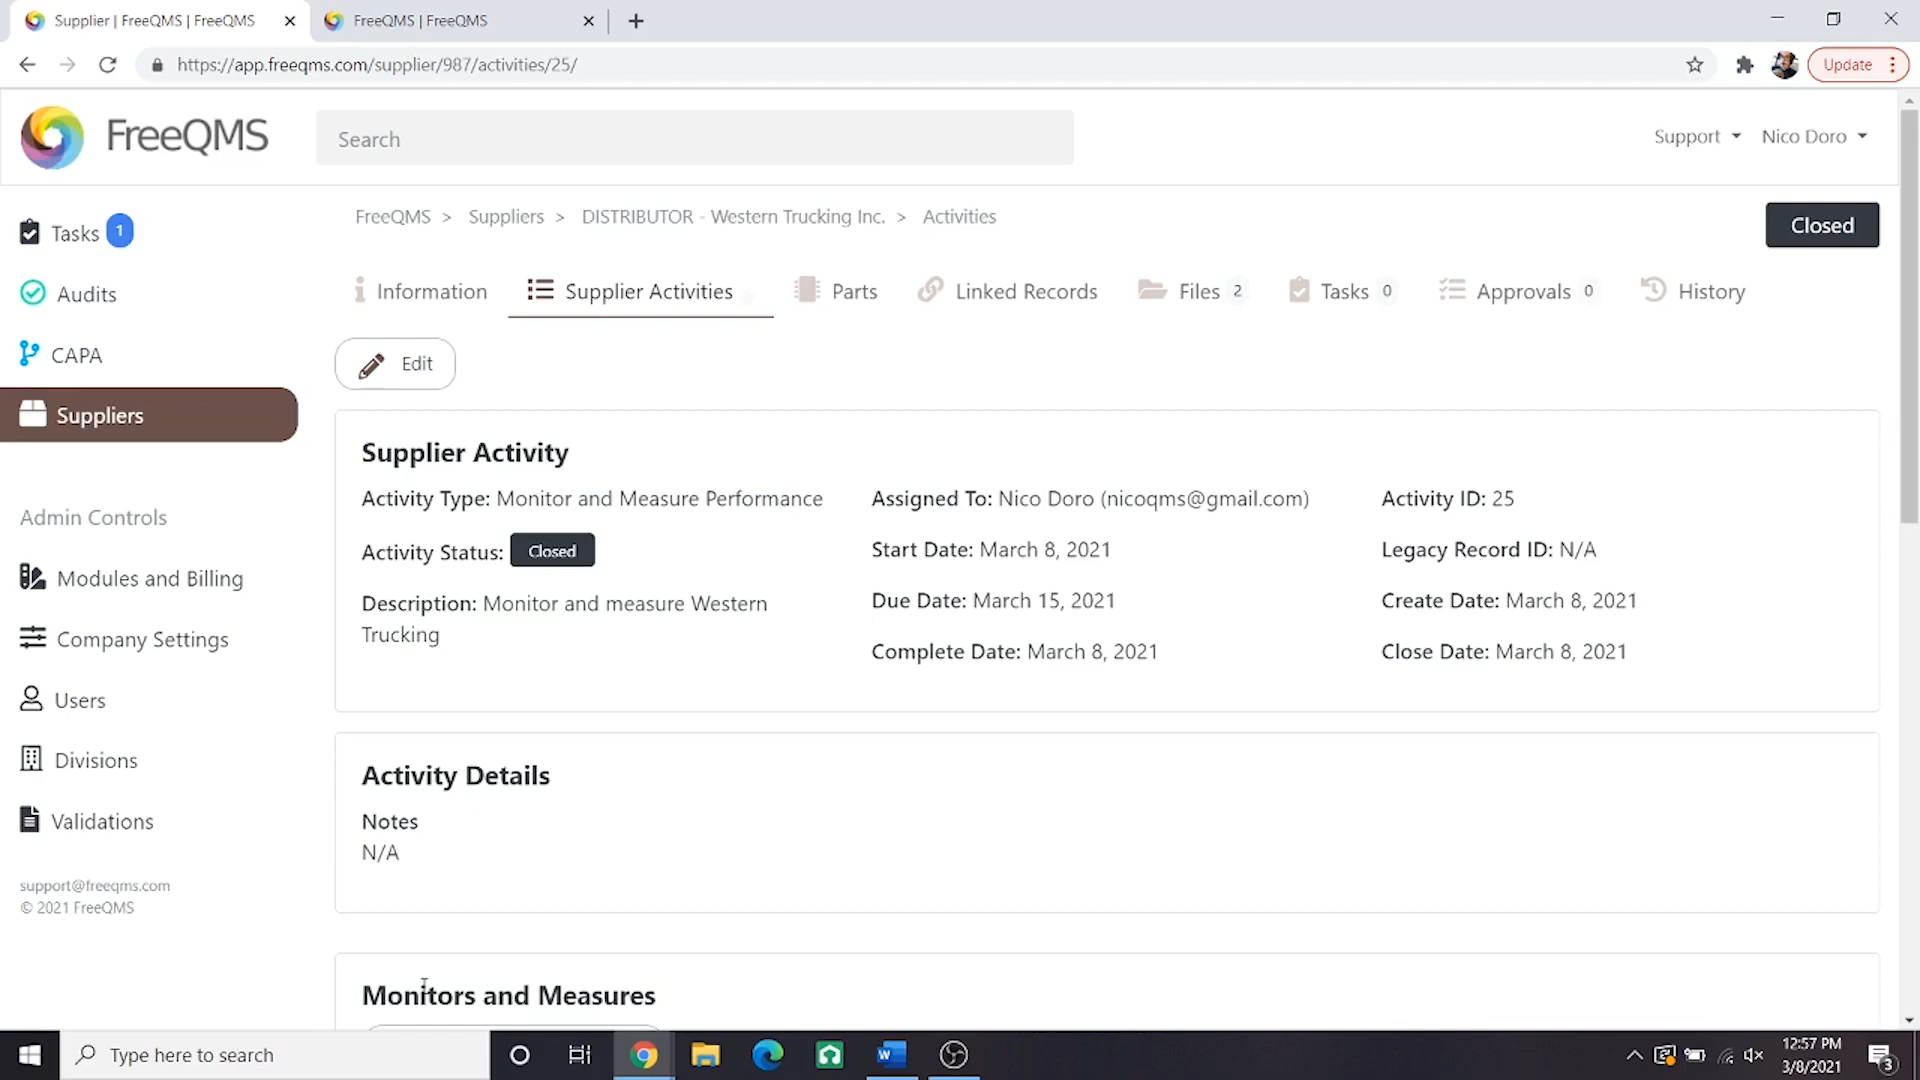 Supplier | FreeQMS | FreeQMS
FreeQMS | FreeQMS
https://app.freeqms.com/supplier/987/activities/25/
Update
FreeQMS
Search
Support
Nico Doro
Tasks 1
Audits
CAPA
Suppliers
Admin Controls
Modules and Billing
Company Settings
Users
Divisions
Validations
support@freeqms.com
© 2021 FreeQMS
FreeQMS > Suppliers > DISTRIBUTOR - Western Trucking Inc. > Activities
Closed
Information
Supplier Activities
Parts
Linked Records
Files 2
Tasks 0
Approvals 0
History
Edit
Supplier Activity
Activity Type: Monitor and Measure Performance
Activity Status: Closed
Description: Monitor and measure Western
Trucking
Assigned To: Nico Doro (nicoqms@gmail.com)
Start Date: March 8, 2021
Due Date: March 15, 2021
Complete Date: March 8, 2021
Activity ID: 25
Legacy Record ID: N/A
Create Date: March 8, 2021
Close Date: March 8, 2021
Activity Details
Notes
N/A
Monitors and Measures
Type here to search
12:57 PM
3/8/2021
3